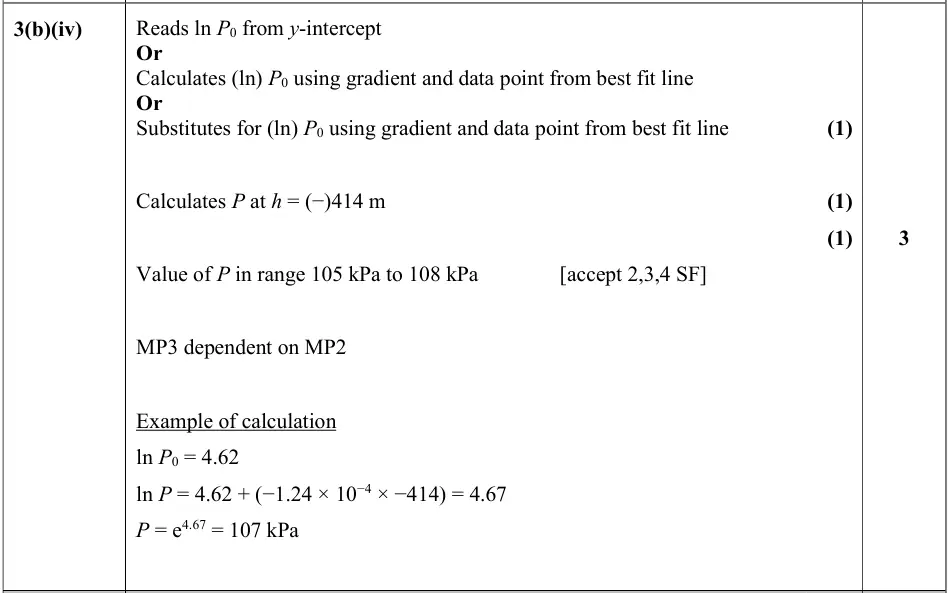 3(b)(iv) Reads ln P₀ from y-intercept
Or
Calculates (ln) P₀ using gradient and data point from best fit line
Or
Substitutes for (ln) P₀ using gradient and data point from best fit line (1)
Calculates P at h = (−)414 m (1)
(1) 3
Value of P in range 105 kPa to 108 kPa [accept 2,3,4 SF]
MP3 dependent on MP2
Example of calculation
ln P₀ = 4.62
ln P = 4.62 + (−1.24 × 10⁻⁴ × −414) = 4.67
P = e⁴·⁶⁷ = 107 kPa